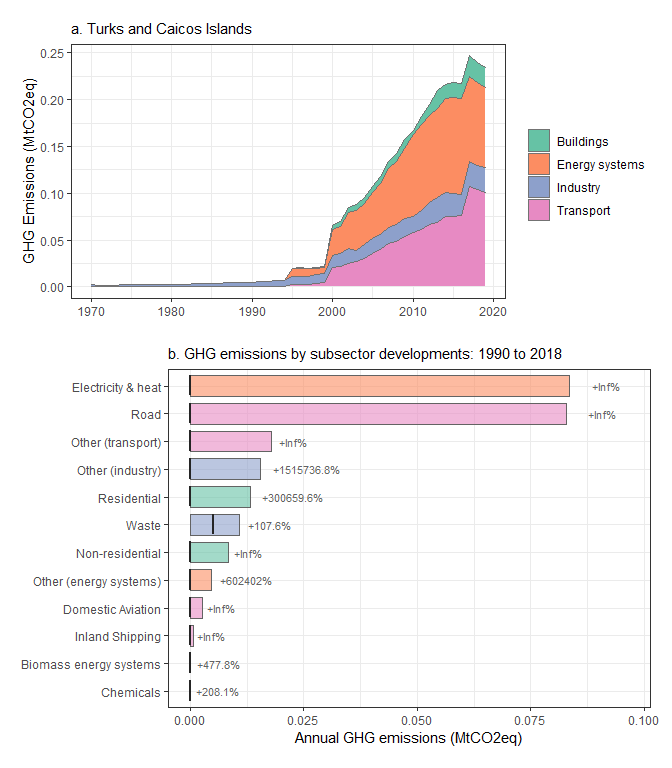 a. Turks and Caicos Islands
GHG Emissions (MtCO2eq)
0.25
0.20
0.15
0.10
0.05
0.00
1970
1980
1990
2000
2010
2020
Buildings
Energy systems
Industry
Transport
b. GHG emissions by subsector developments: 1990 to 2018
Electricity & heat
+Inf%
Road
+Inf%
Other (transport)
+Inf%
Other (industry)
+1515736.8%
Residential
+300659.6%
Waste
+107.6%
Non-residential
+Inf%
Other (energy systems)
+602402%
Domestic Aviation
+Inf%
Inland Shipping
+Inf%
Biomass energy systems
+477.8%
Chemicals
+208.1%
0.000
0.025
0.050
0.075
0.100
Annual GHG emissions (MtCO2eq)